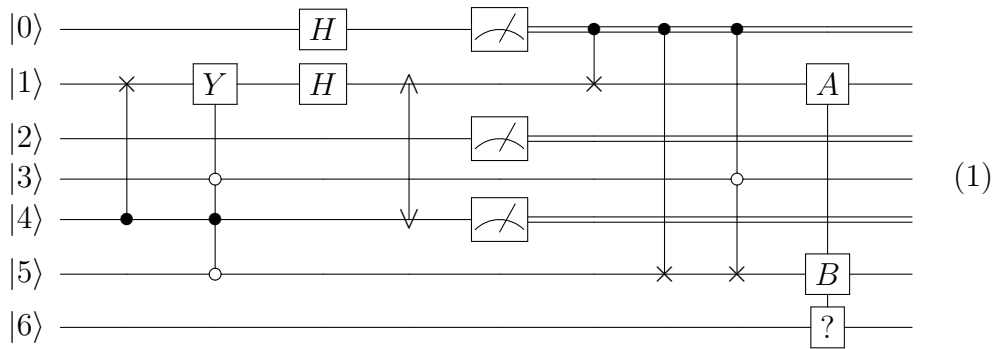 |0⟩ H
|1⟩ Y H A
|2⟩
|3⟩ (1)
|4⟩
|5⟩ B
|6⟩ ?